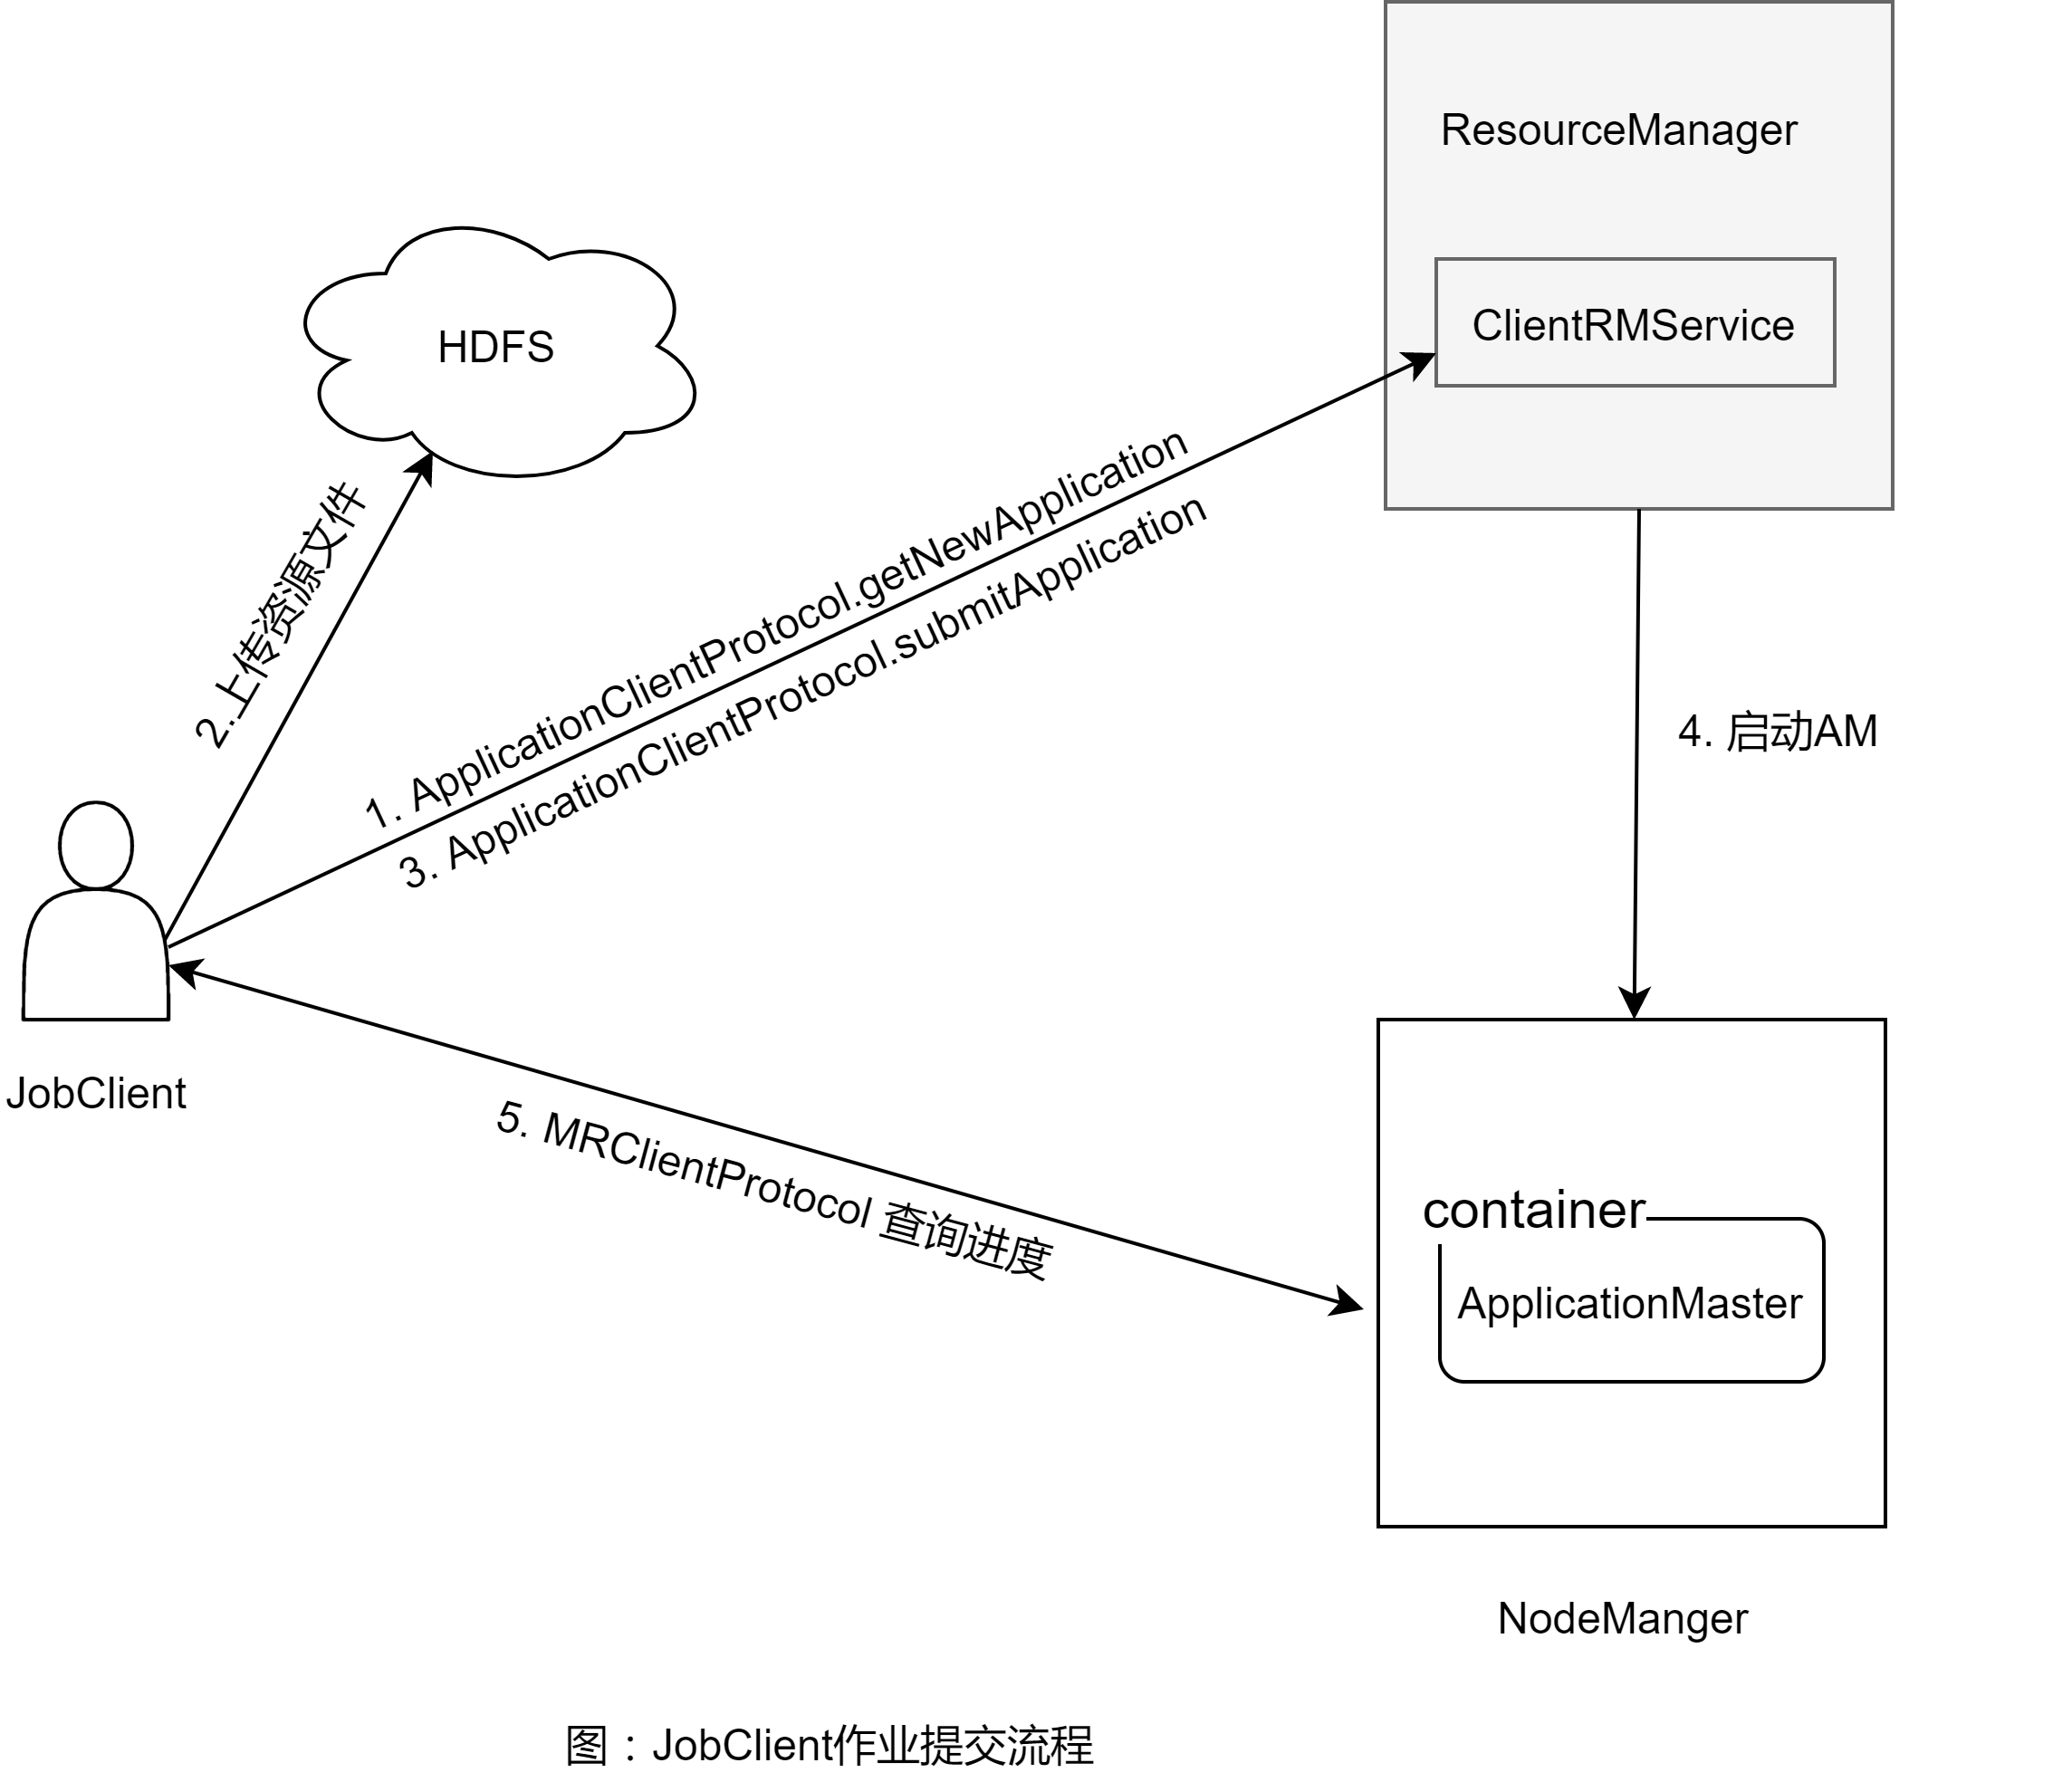 ResourceManager
ClientRMService
HDFS
1. ApplicationClientProtocol.getNewApplication
2.上传资源文件
3. ApplicationClientProtocol.submitApplication
4. 启动AM
JobClient
5. MRClientProtocol 查询进度
container
ApplicationMaster
NodeManger
图：JobClient作业提交流程